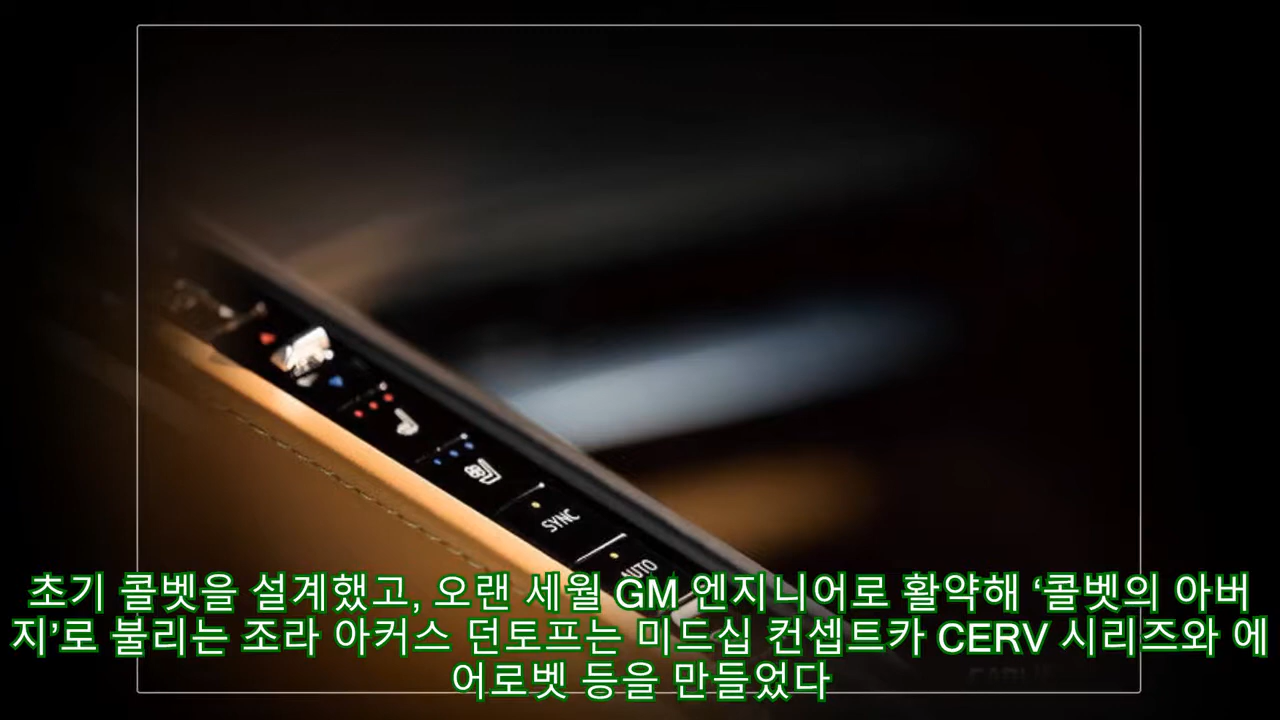 SYNC
AUTO
초기 콜벳을 설계했고, 오랜 세월 GM 엔지니어로 활약해 ‘콜벳의 아버
지’로 불리는 조라 아커스 던토프는 미드십 컨셉트카 CERV 시리즈와 에
어로벳 등을 만들었다